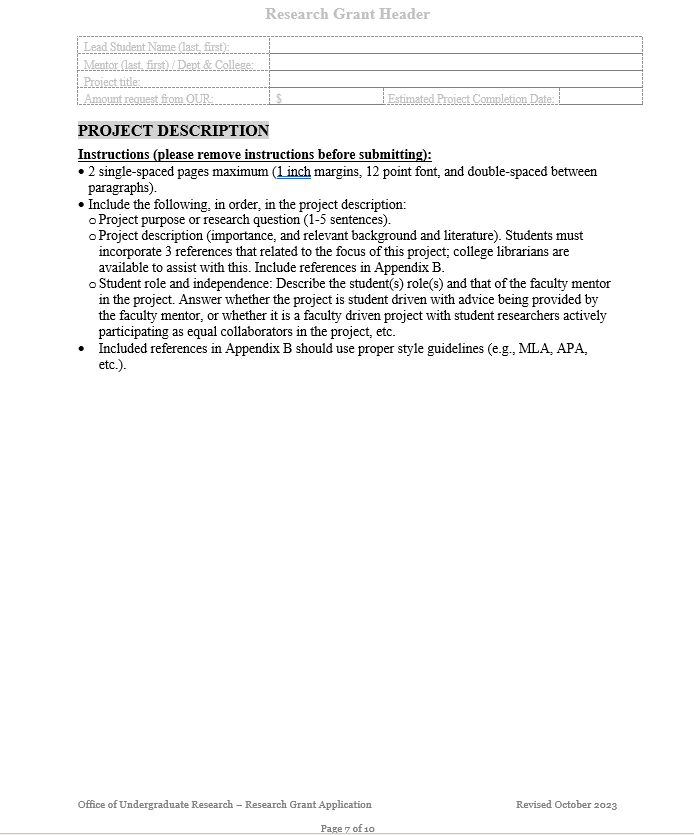 Research Grant Header
Lead Student Name (last, first):
Mentor (last, first) / Dept & College:
Project title:
Amount request from OUR: $ Estimated Project Completion Date:
PROJECT DESCRIPTION
Instructions (please remove instructions before submitting):
• 2 single-spaced pages maximum (1 inch margins, 12 point font, and double-spaced between
paragraphs).
• Include the following, in order, in the project description:
o Project purpose or research question (1-5 sentences).
o Project description (importance, and relevant background and literature). Students must
incorporate 3 references that related to the focus of this project; college librarians are
available to assist with this. Include references in Appendix B.
o Student role and independence: Describe the student(s) role(s) and that of the faculty mentor
in the project. Answer whether the project is student driven with advice being provided by
the faculty mentor, or whether it is a faculty driven project with student researchers actively
participating as equal collaborators in the project, etc.
• Included references in Appendix B should use proper style guidelines (e.g., MLA, APA,
etc.).
Office of Undergraduate Research – Research Grant Application Revised October 2023
Page 7 of 10